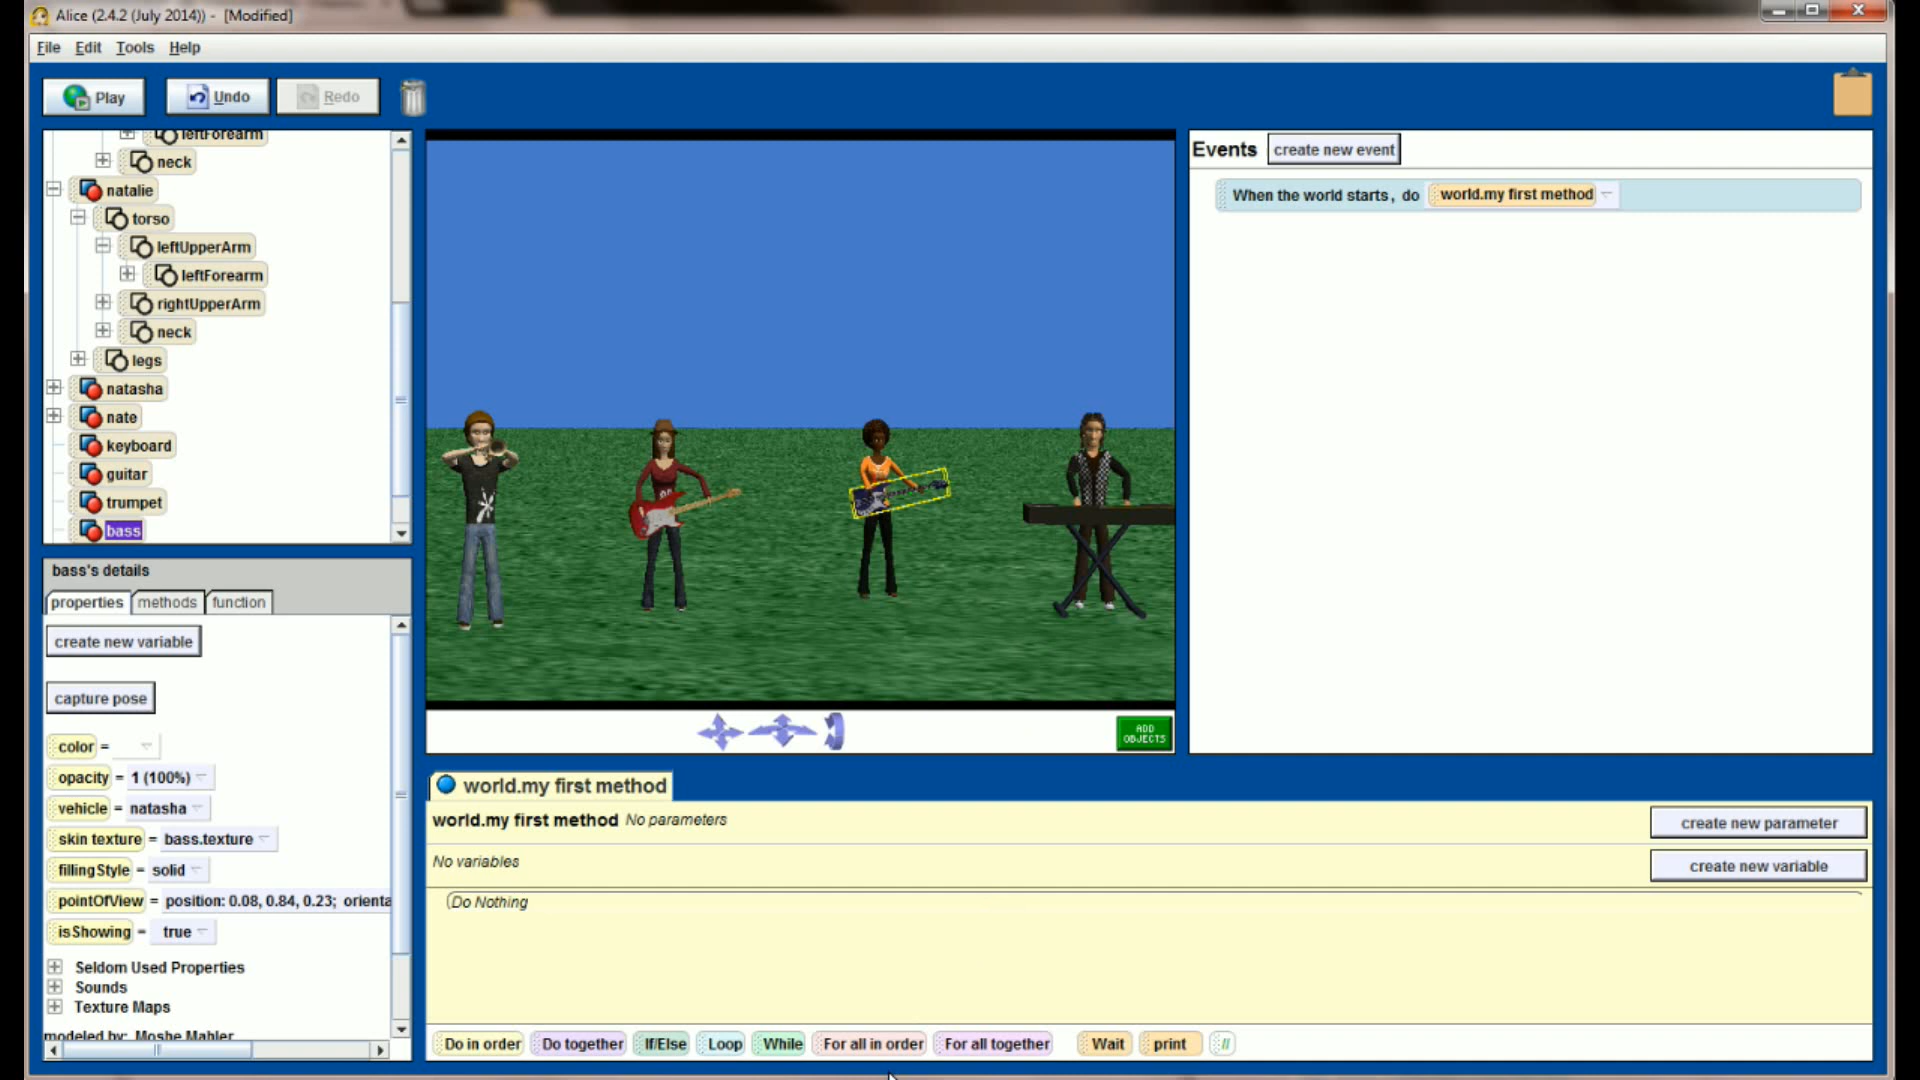 Alice (2.4.2 (July 2014)) - [Modified]
File Edit Tools Help
Play Undo Redo
leftForearm
neck
natalie
torso
leftUpperArm
leftForearm
rightUpperArm
neck
legs
natasha
nate
keyboard
guitar
trumpet
bass
bass's details
properties methods function
create new variable
capture pose
color =
opacity = 1 (100%)
vehicle = natasha
skin texture = bass.texture
fillingStyle = solid
pointOfView = position: 0.08, 0.84, 0.23; orienta
isShowing = true
Seldom Used Properties
Sounds
Texture Maps
modeled by: Moshe Mahler
ADD
OBJECTS
Events create new event
When the world starts, do world.my first method
world.my first method
world.my first method No parameters
create new parameter
No variables
create new variable
(Do Nothing
Do in order Do together If/Else Loop While For all in order For all together Wait print //